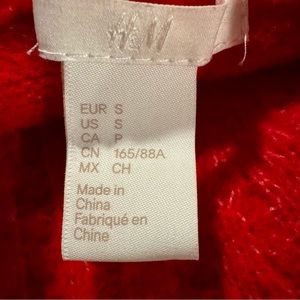 H&M
EUR S
US S
CA P
CN 165/88A
MX CH
Made in
China
Fabriqué en
Chine